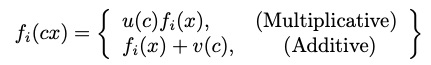 f_i(cx) = { u(c)f_i(x), (Multiplicative) }
f_i(x) + v(c), (Additive)